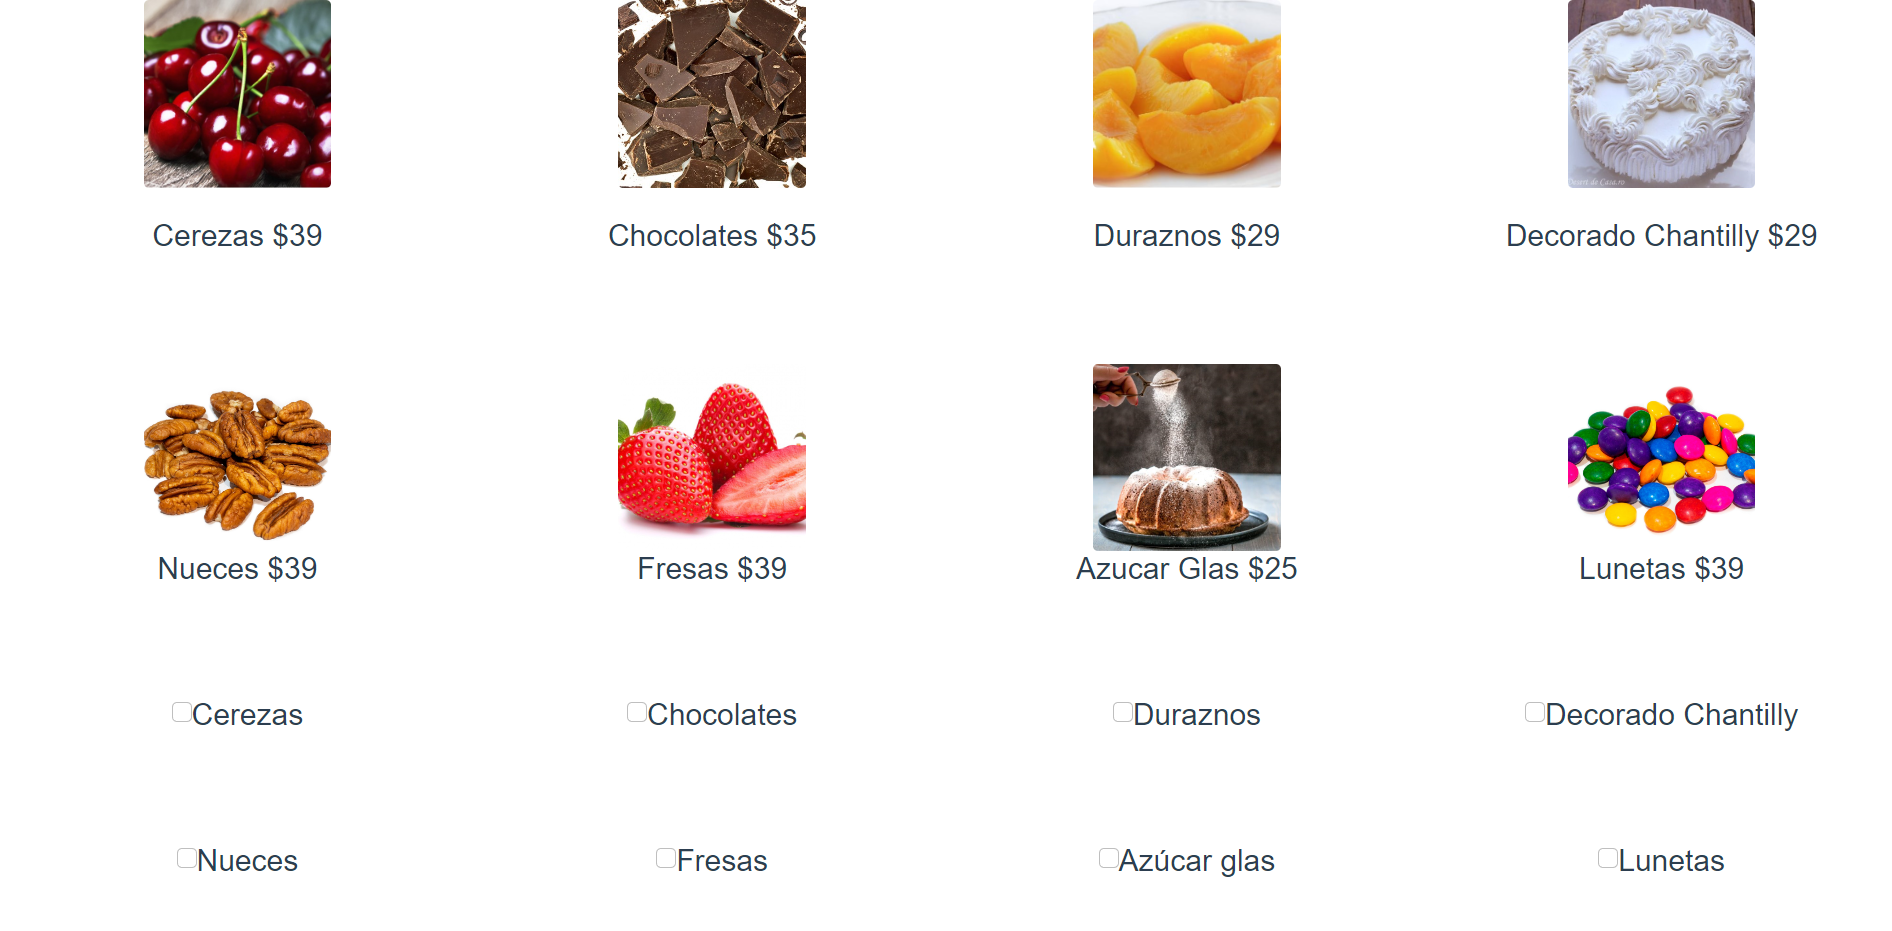 Cerezas $39
Chocolates $35
Duraznos $29
Decorado Chantilly $29
Nueces $39
Fresas $39
Azucar Glas $25
Lunetas $39
Cerezas
Chocolates
Duraznos
Decorado Chantilly
Nueces
Fresas
Azúcar glas
Lunetas